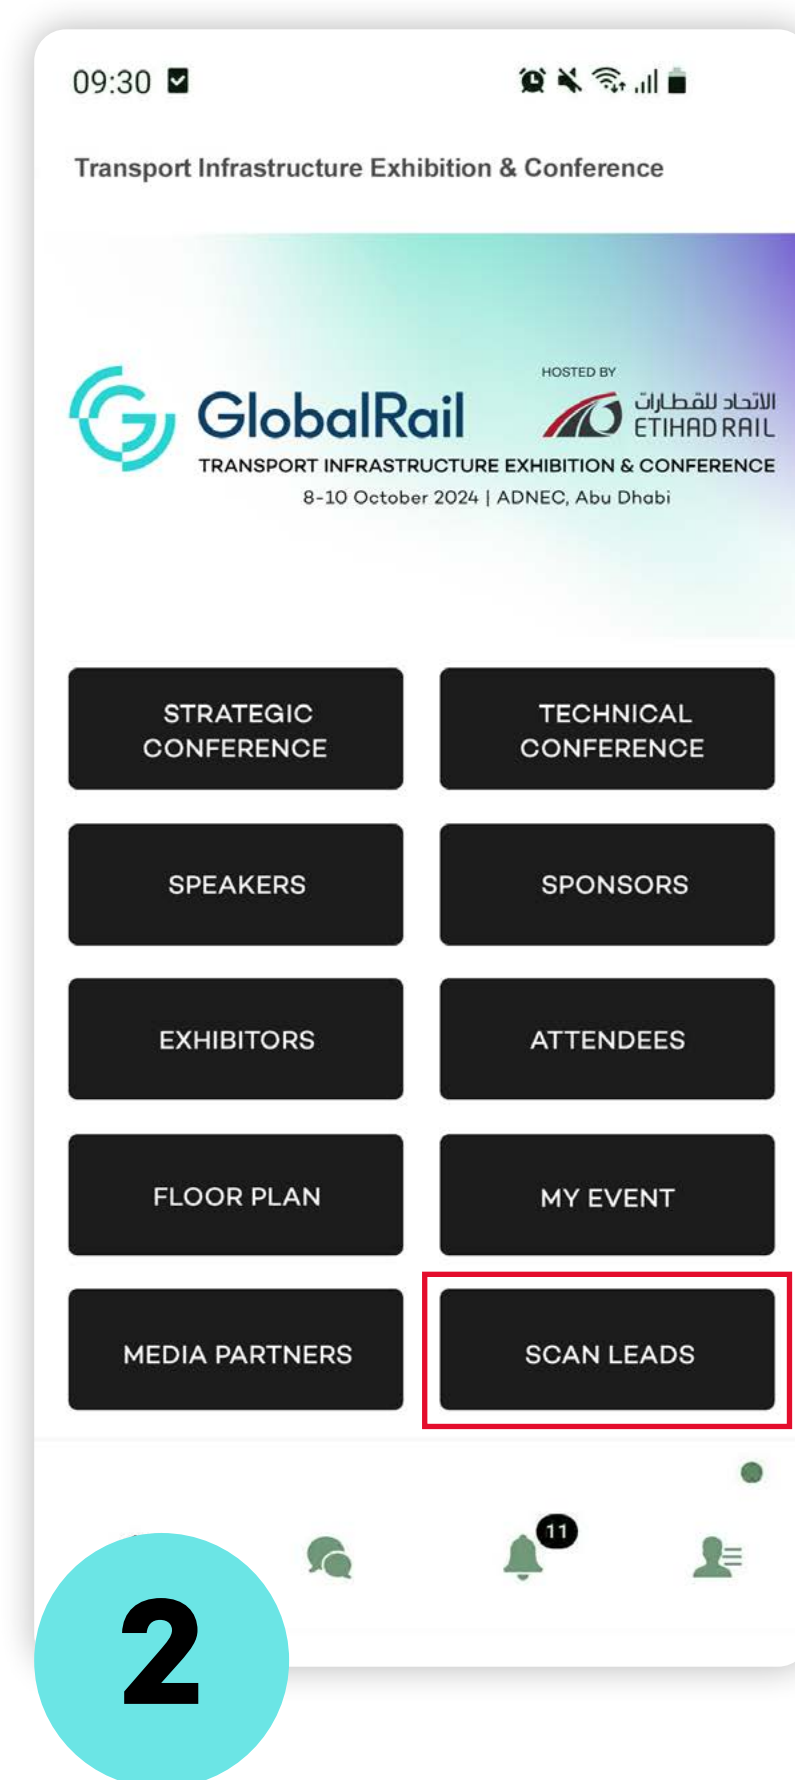 09:30
Transport Infrastructure Exhibition & Conference
HOSTED BY
GlobalRail
الاتحاد للقطارات
ETIHAD RAIL
TRANSPORT INFRASTRUCTURE EXHIBITION & CONFERENCE
8-10 October 2024 | ADNEC, Abu Dhabi
STRATEGIC
CONFERENCE
TECHNICAL
CONFERENCE
SPEAKERS
SPONSORS
EXHIBITORS
ATTENDEES
FLOOR PLAN
MY EVENT
MEDIA PARTNERS
SCAN LEADS
11
2